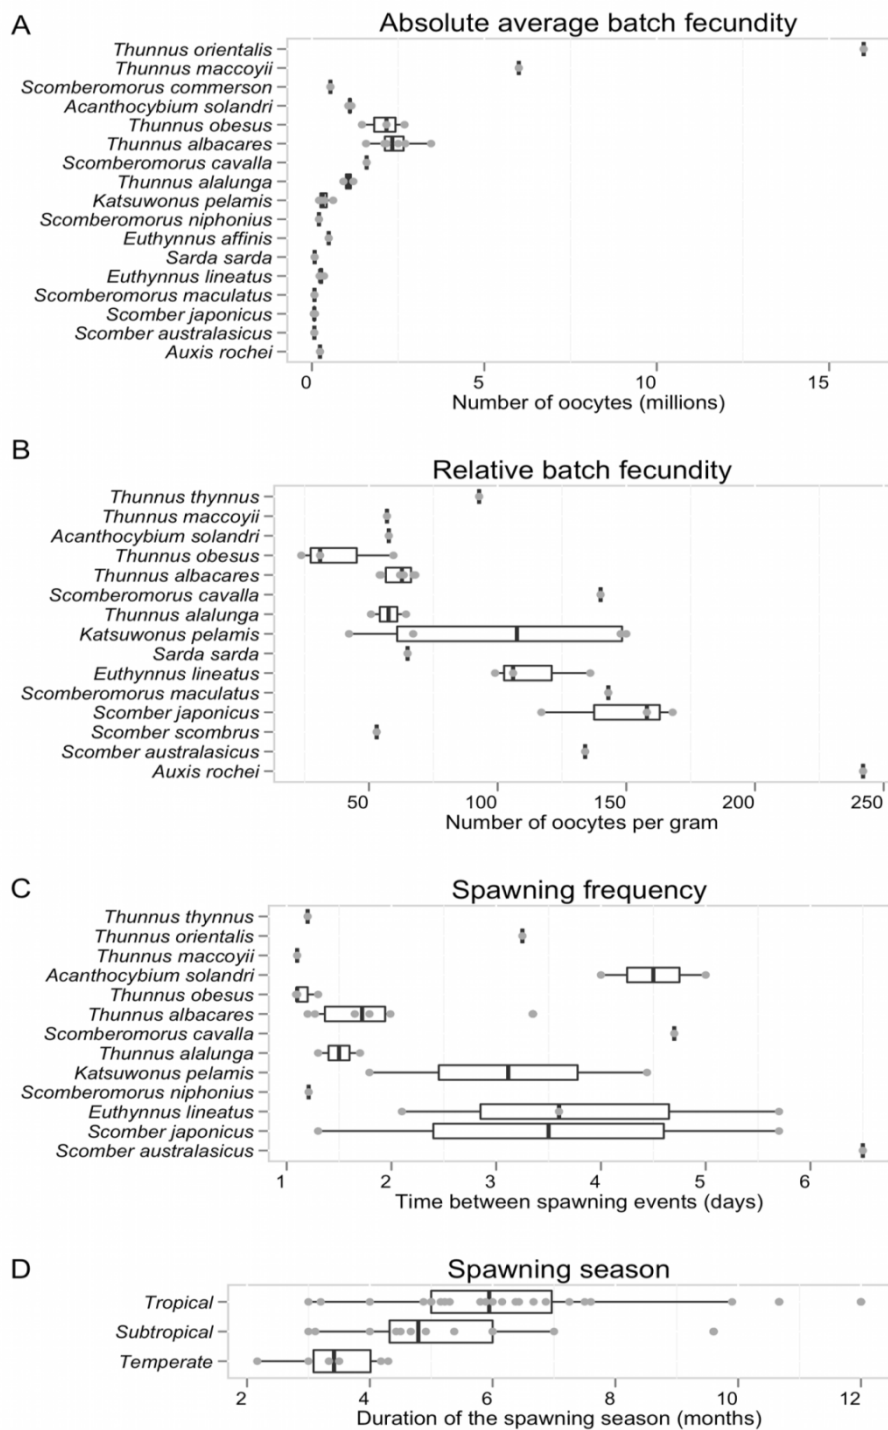 A
Absolute average batch fecundity
Thunnus orientalis
Thunnus maccoyii
Scomberomorus commerson
Acanthocybium solandri
Thunnus obesus
Thunnus albacares
Scomberomorus cavalla
Thunnus alalunga
Katsuwonus pelamis
Scomberomorus niphonius
Euthynnus affinis
Sarda sarda
Euthynnus lineatus
Scomberomorus maculatus
Scomber japonicus
Scomber australasicus
Auxis rochei
0 5 10 15
Number of oocytes (millions)
B
Relative batch fecundity
Thunnus thynnus
Thunnus maccoyii
Acanthocybium solandri
Thunnus obesus
Thunnus albacares
Scomberomorus cavalla
Thunnus alalunga
Katsuwonus pelamis
Sarda sarda
Euthynnus lineatus
Scomberomorus maculatus
Scomber japonicus
Scomber scombrus
Scomber australasicus
Auxis rochei
50 100 150 200 250
Number of oocytes per gram
C
Spawning frequency
Thunnus thynnus
Thunnus orientalis
Thunnus maccoyii
Acanthocybium solandri
Thunnus obesus
Thunnus albacares
Scomberomorus cavalla
Thunnus alalunga
Katsuwonus pelamis
Scomberomorus niphonius
Euthynnus lineatus
Scomber japonicus
Scomber australasicus
1 2 3 4 5 6
Time between spawning events (days)
D
Spawning season
Tropical
Subtropical
Temperate
2 4 6 8 10 12
Duration of the spawning season (months)